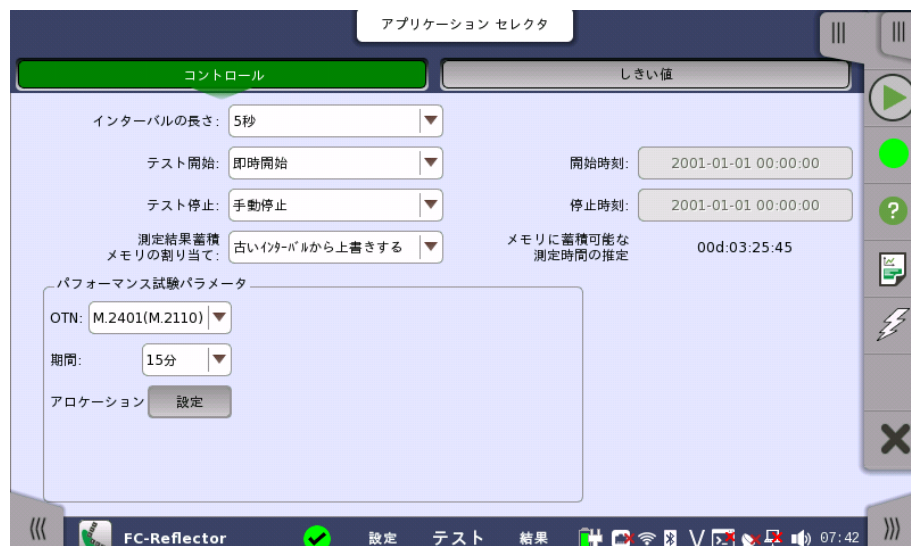 アプリケーション セレクタ
コントロール
しきい値
インターバルの長さ: 5秒
テスト開始: 即時開始
開始時刻: 2001-01-01 00:00:00
テスト停止: 手動停止
停止時刻: 2001-01-01 00:00:00
測定結果蓄積
メモリの割り当て: 古いｲﾝﾀｰﾊﾞﾙから上書きする
メモリに蓄積可能な
測定時間の推定 00d:03:25:45
パフォーマンス試験パラメータ
OTN: M.2401(M.2110)
期間: 15分
アロケーション 設定
FC-Reflector 設定 テスト 結果 07:42